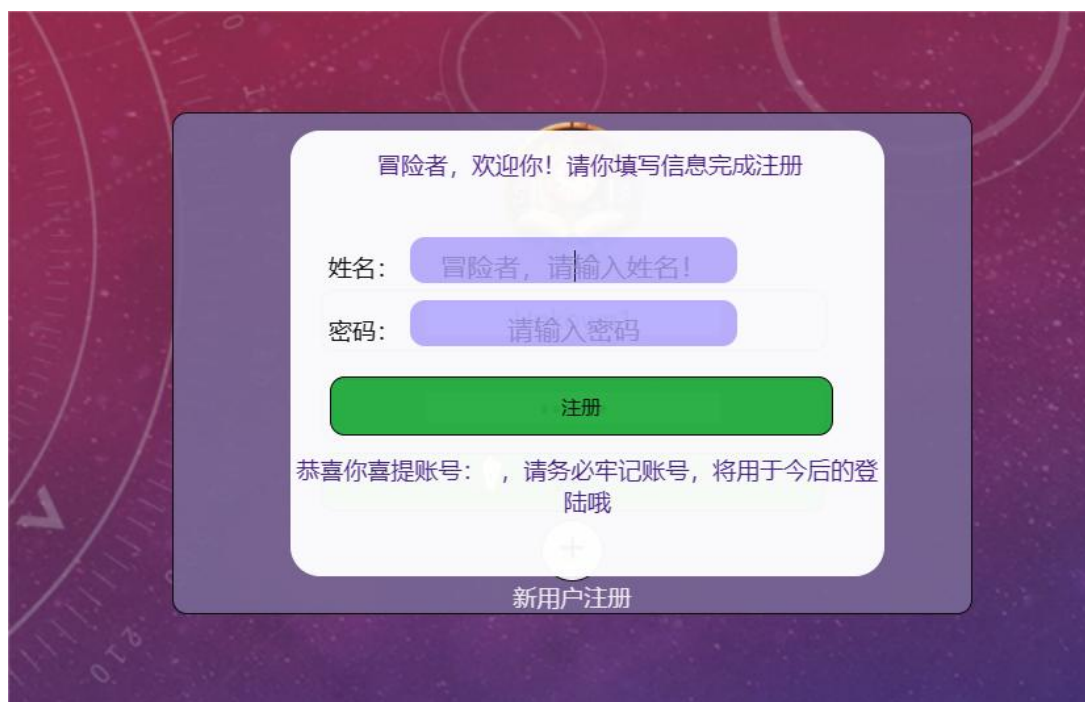 冒险者，欢迎你！请你填写信息完成注册
姓名：
冒险者，请输入姓名！
密码：
请输入密码
注册
恭喜你喜提账号： ，请务必牢记账号，将用于今后的登
陆哦
+
新用户注册
210